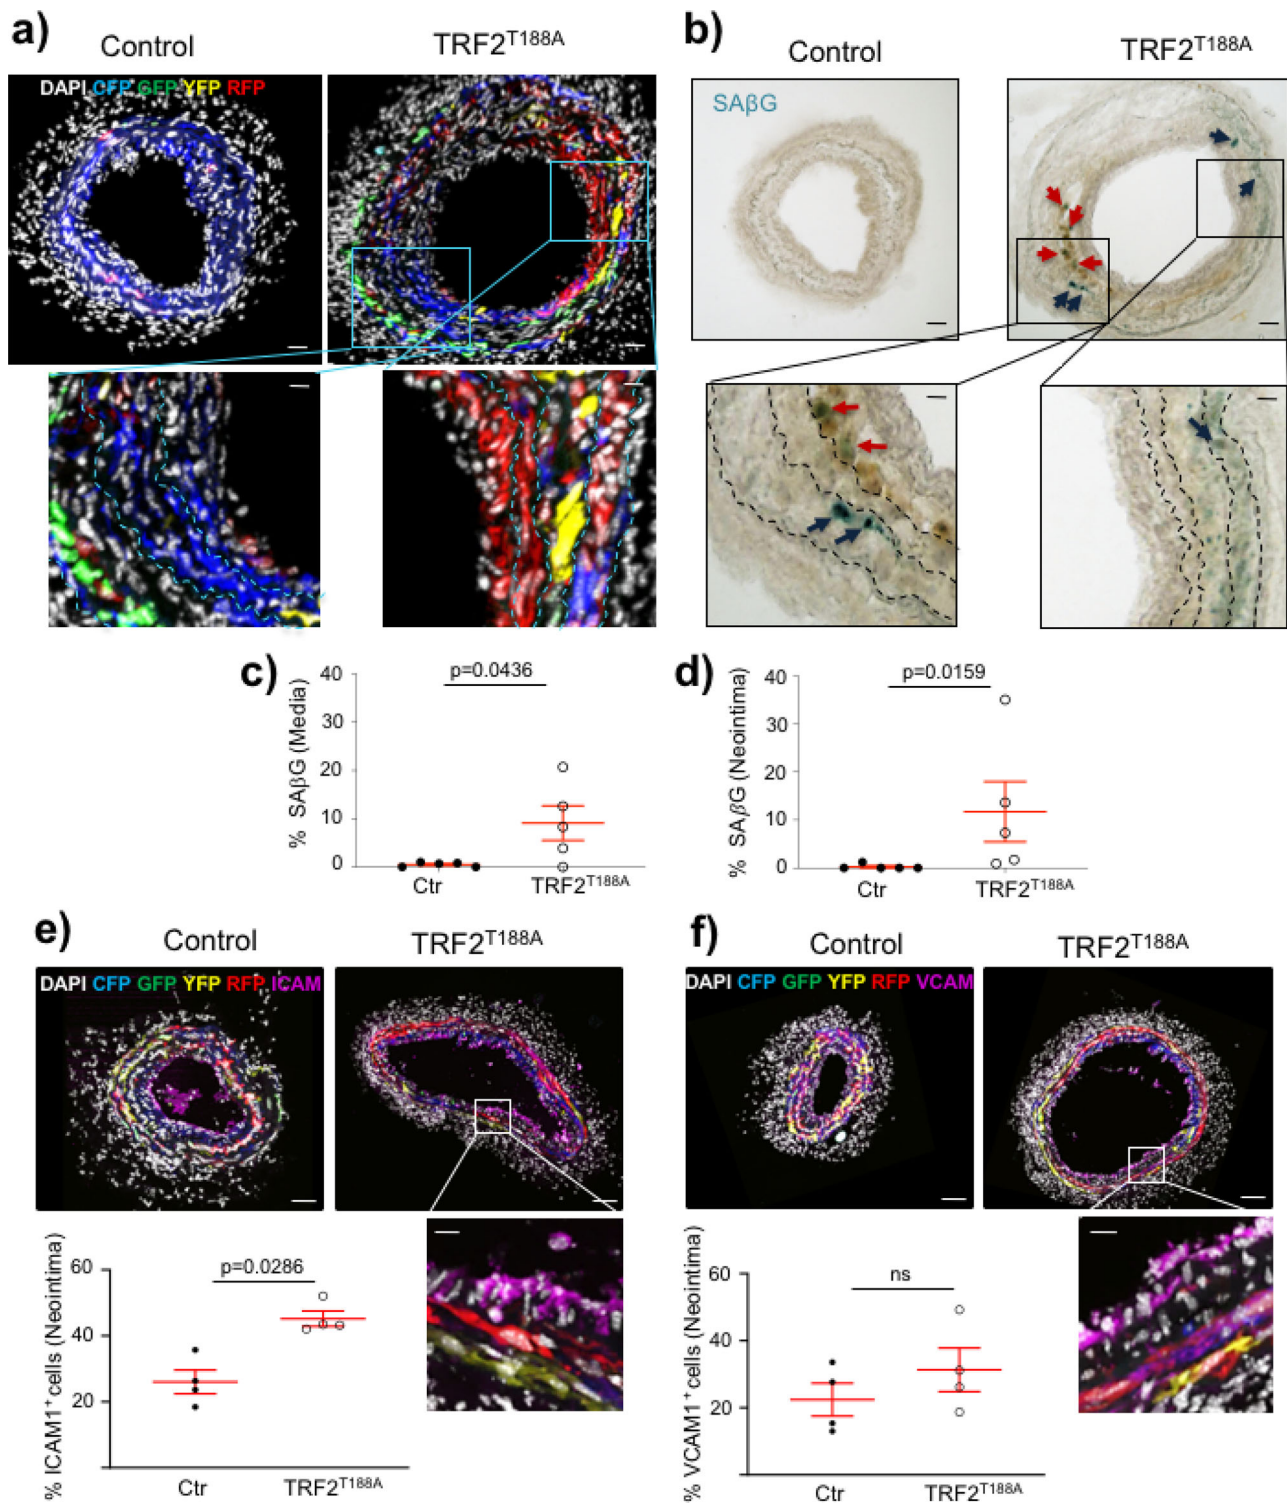 a)
Control
TRF2T188A
DAPI CFP GFP YFP RFP
b)
Control
TRF2T188A
SAβG
c)
% SAβG (Media)
40
30
20
10
0
p=0.0436
Ctr
TRF2T188A
d)
% SAβG (Neointima)
40
30
20
10
0
p=0.0159
Ctr
TRF2T188A
e)
Control
TRF2T188A
DAPI CFP GFP YFP RFP ICAM
% ICAM1+ cells (Neointima)
60
40
20
p=0.0286
Ctr
TRF2T188A
f)
Control
TRF2T188A
DAPI CFP GFP YFP RFP VCAM
% VCAM1+ cells (Neointima)
60
40
20
ns
Ctr
TRF2T188A